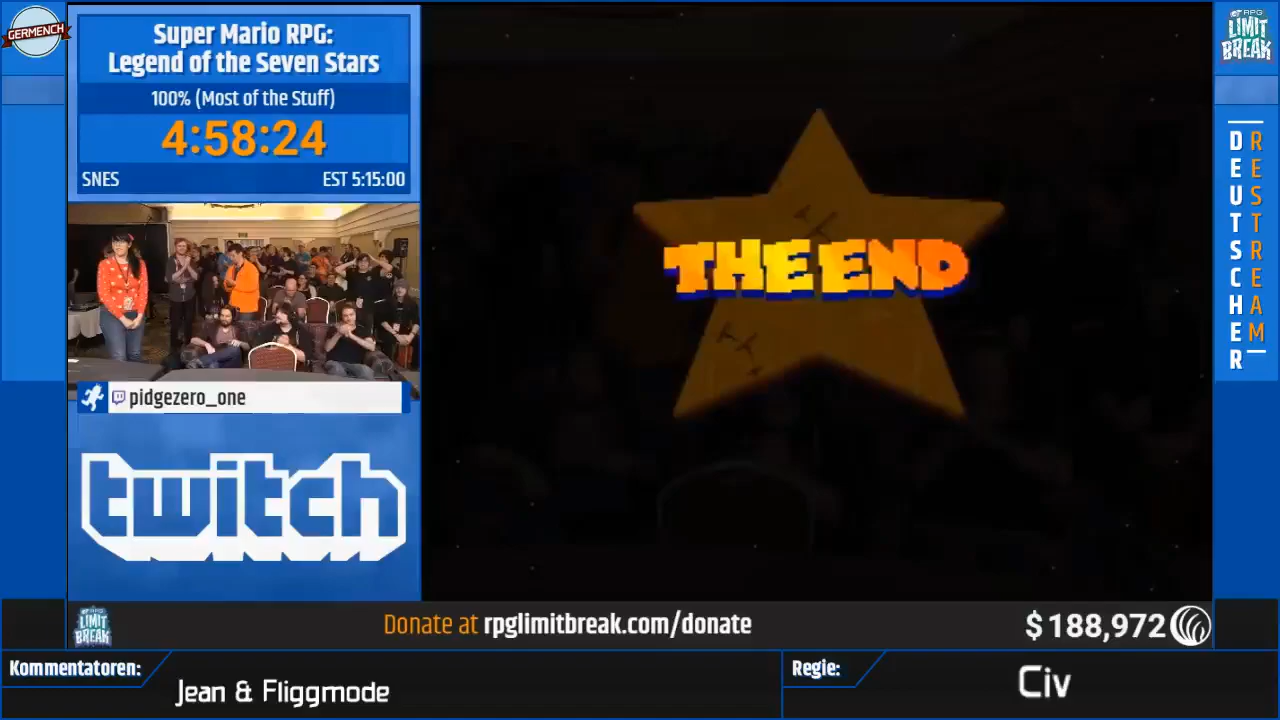 GERMENCH
Super Mario RPG:
Legend of the Seven Stars
100% (Most of the Stuff)
4:58:24
SNES
EST 5:15:00
THE END
RPG
LIMIT
BREAK
DEUTSCHER
RESTREAM
pidgezero_one
twitch
RPG
LIMIT
BREAK
Donate at rpglimitbreak.com/donate
$188,972
Kommentatoren:
Jean & Fliggmode
Regie:
Civ